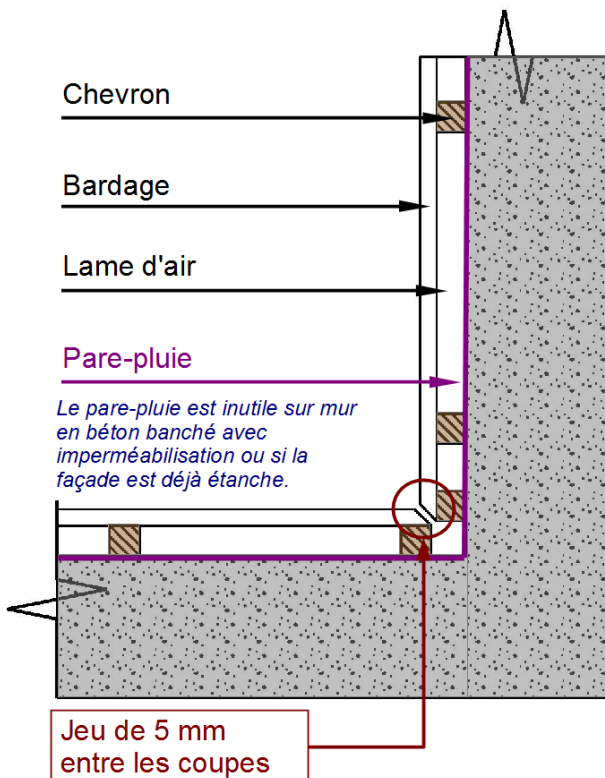 Chevron
Bardage
Lame d'air
Pare-pluie
Le pare-pluie est inutile sur mur
en béton banché avec
imperméabilisation ou si la
façade est déjà étanche.
Jeu de 5 mm
entre les coupes